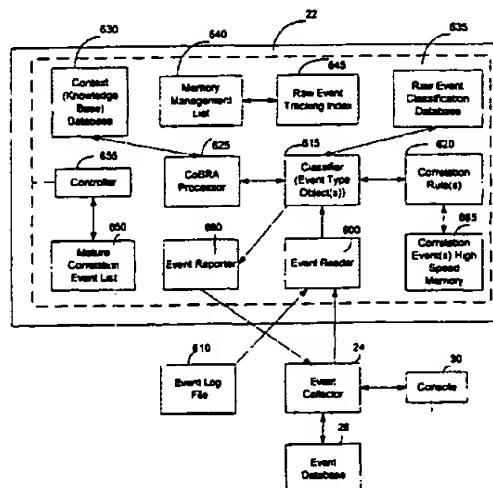 630
640
22
645
635
Context
(Knowledge
Base)
Database
Memory
Management
List
Raw Event
Tracking Index
Raw Event
Classification
Database
655
625
615
620
Controller
CoBRA
Processor
Classifier
(Event Type
Object(s))
Correlation
Rule(s)
650
660
600
665
Mature
Correlation
Event List
Event Reporter
Event Reader
Correlation
Event(s) High
Speed
Memory
610
24
30
Event Log
File
Event
Collector
Console
28
Event
Database